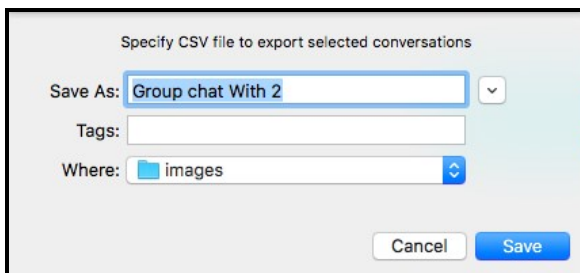 Specify CSV file to export selected conversations
Save As: Group chat With 2
Tags:
Where: images
Cancel Save